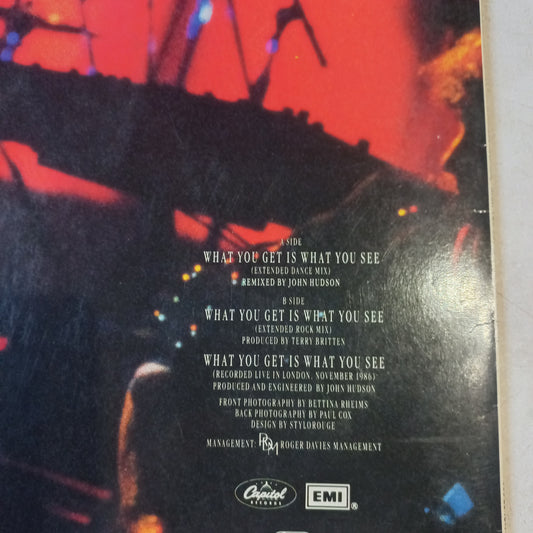 A SIDE
WHAT YOU GET IS WHAT YOU SEE
(EXTENDED DANCE MIX)
REMIXED BY JOHN HUDSON
B SIDE
WHAT YOU GET IS WHAT YOU SEE
(EXTENDED ROCK MIX)
PRODUCED BY TERRY BRITTEN
WHAT YOU GET IS WHAT YOU SEE
(RECORDED LIVE IN LONDON, NOVEMBER 1986)
PRODUCED AND ENGINEERED BY JOHN HUDSON
FRONT PHOTOGRAPHY BY BETTINA RHEIMS
BACK PHOTOGRAPHY BY PAUL COX
DESIGN BY STYLOROUGE
MANAGEMENT: RDM ROGER DAVIES MANAGEMENT
Capitol RECORDS EMI ®